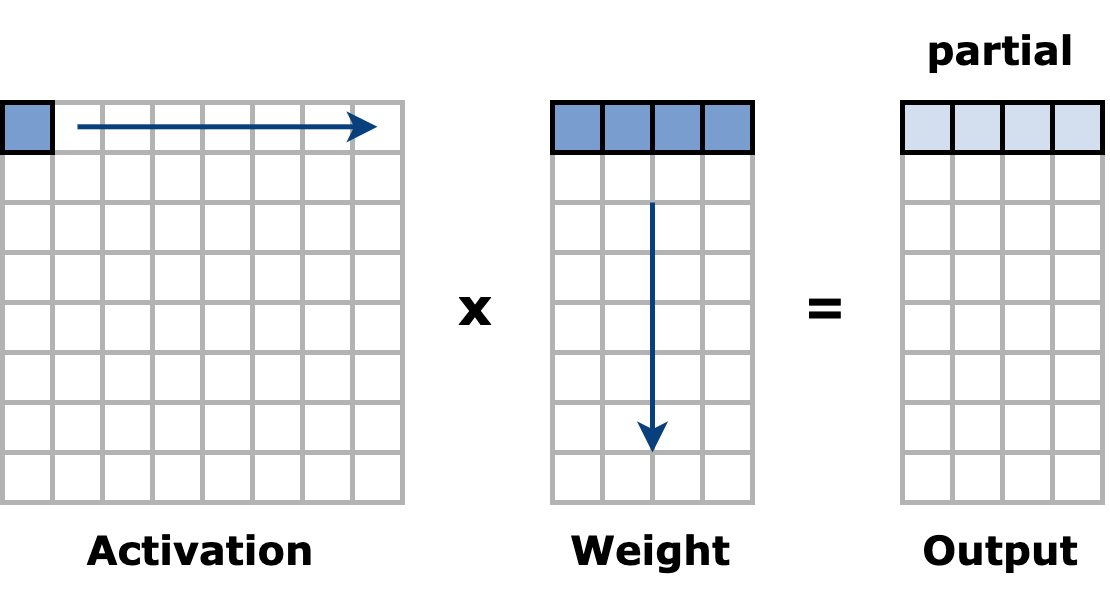 partial
x
=
Activation
Weight
Output